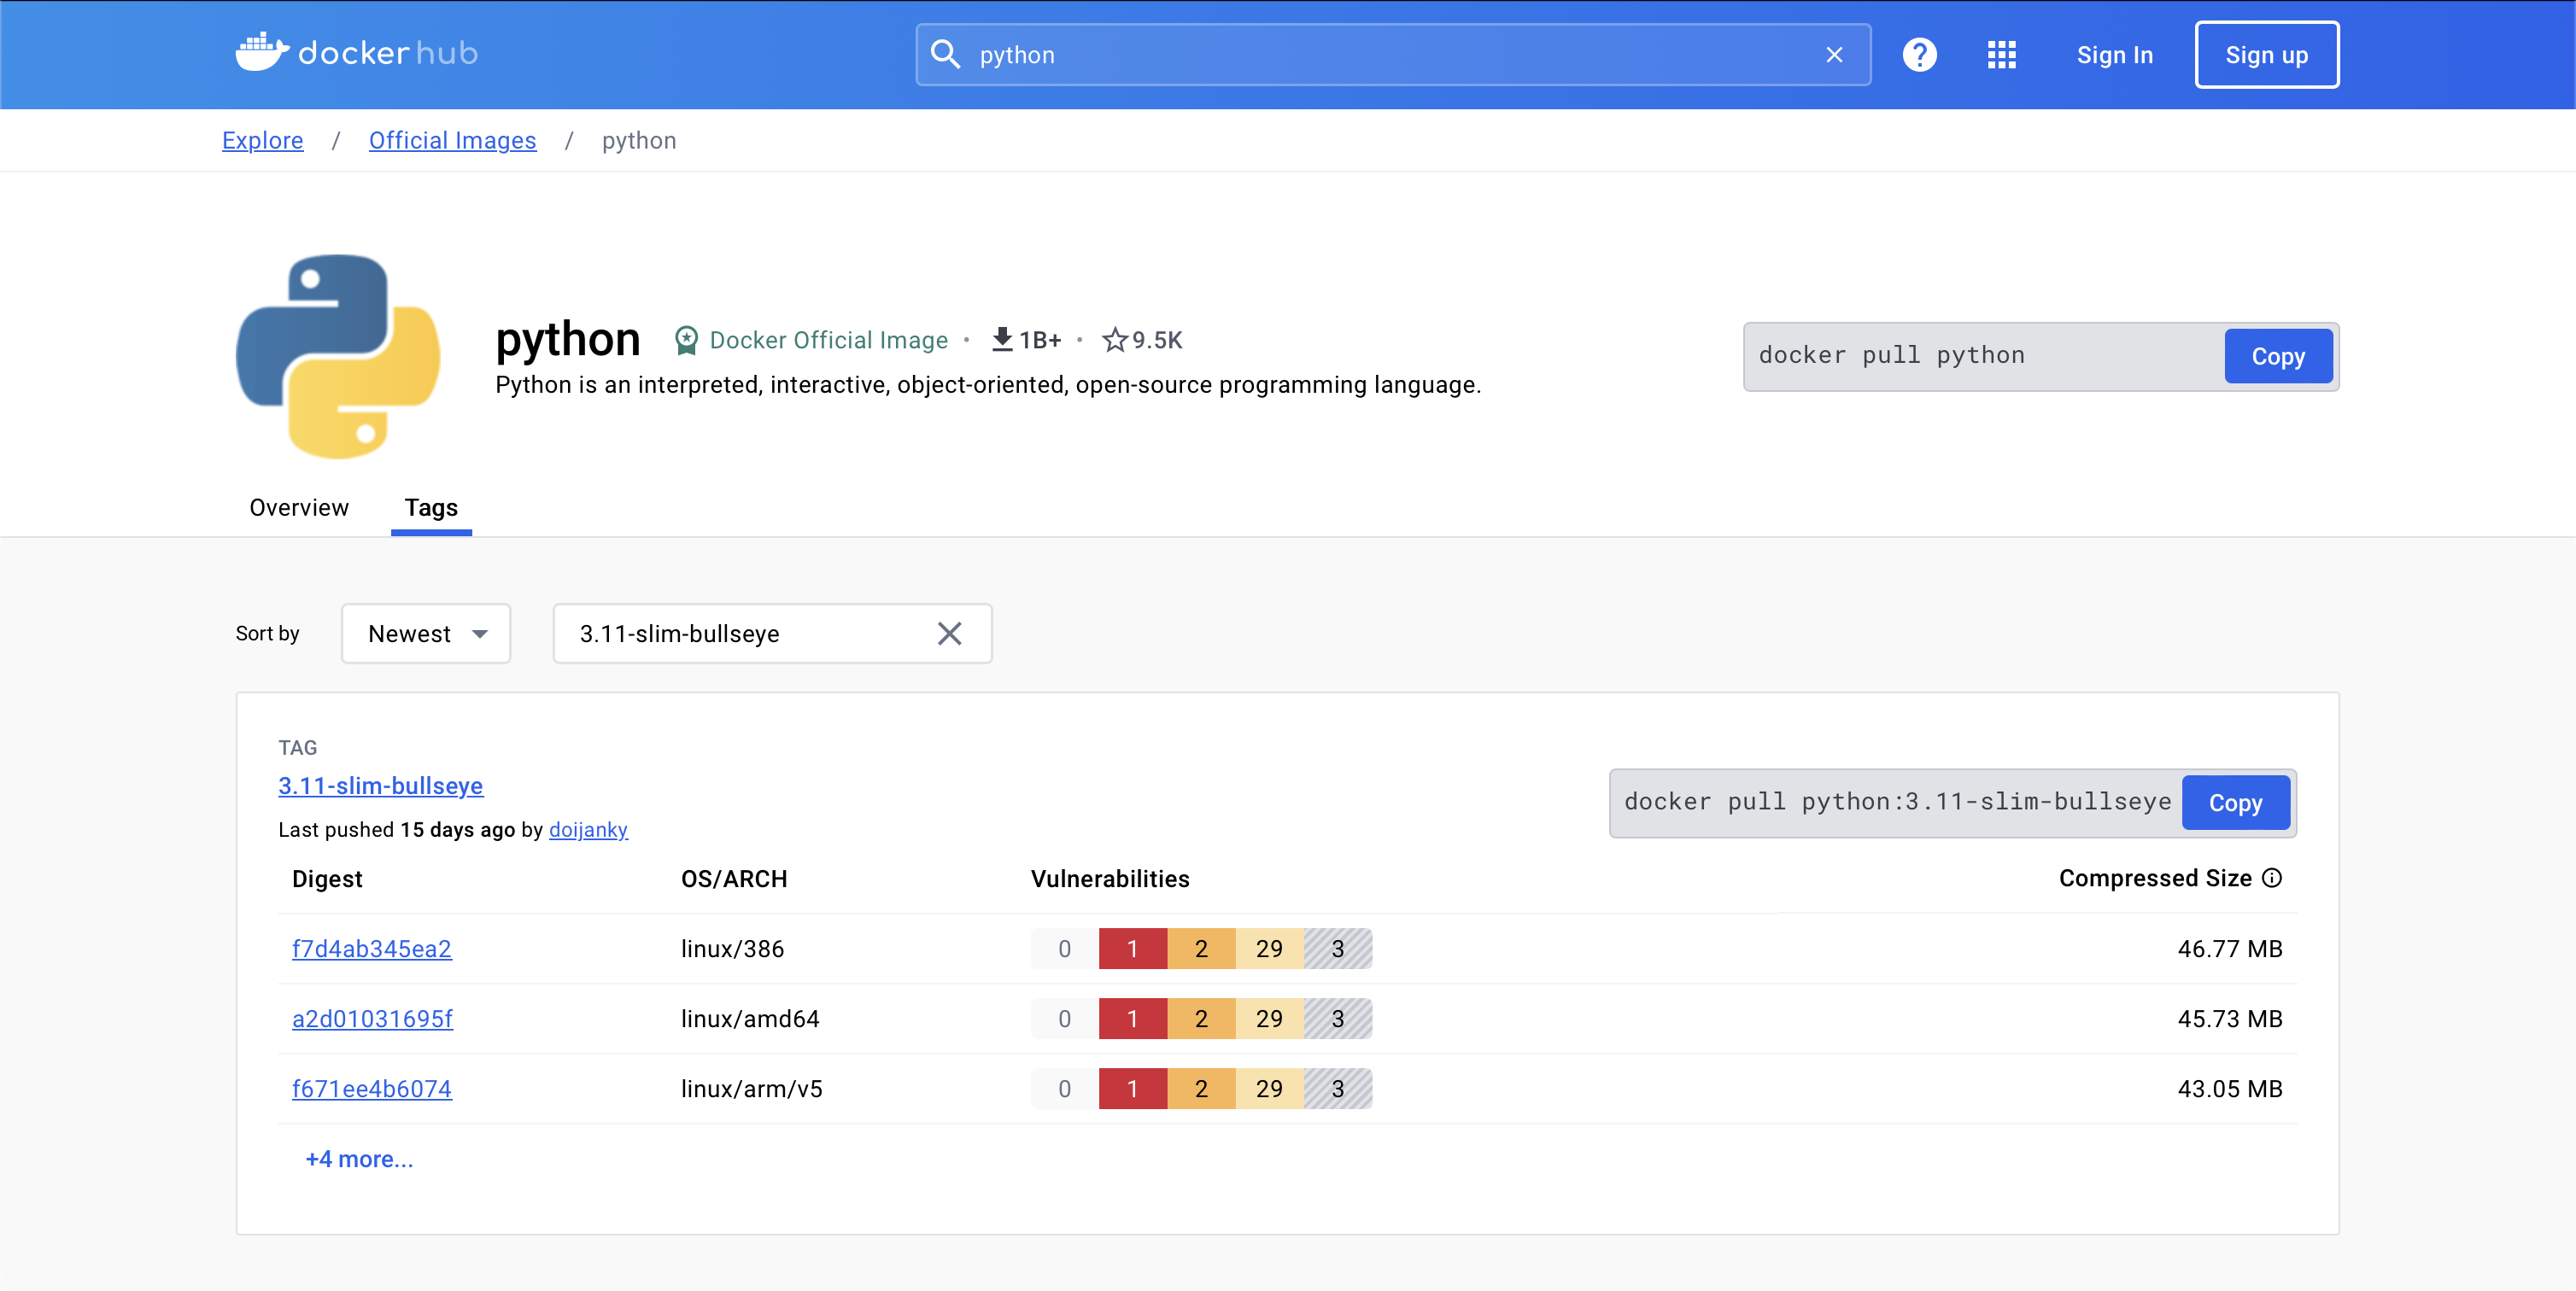 docker hub
python
Sign In
Sign up
Explore / Official Images / python
python Docker Official Image · 1B+ · 9.5K
Python is an interpreted, interactive, object-oriented, open-source programming language.
docker pull python
Copy
Overview
Tags
Sort by
Newest
3.11-slim-bullseye
TAG
3.11-slim-bullseye
Last pushed 15 days ago by doijanky
docker pull python:3.11-slim-bullseye
Copy
Digest OS/ARCH Vulnerabilities Compressed Size
f7d4ab345ea2 linux/386 0 1 2 29 3 46.77 MB
a2d01031695f linux/amd64 0 1 2 29 3 45.73 MB
f671ee4b6074 linux/arm/v5 0 1 2 29 3 43.05 MB
+4 more...